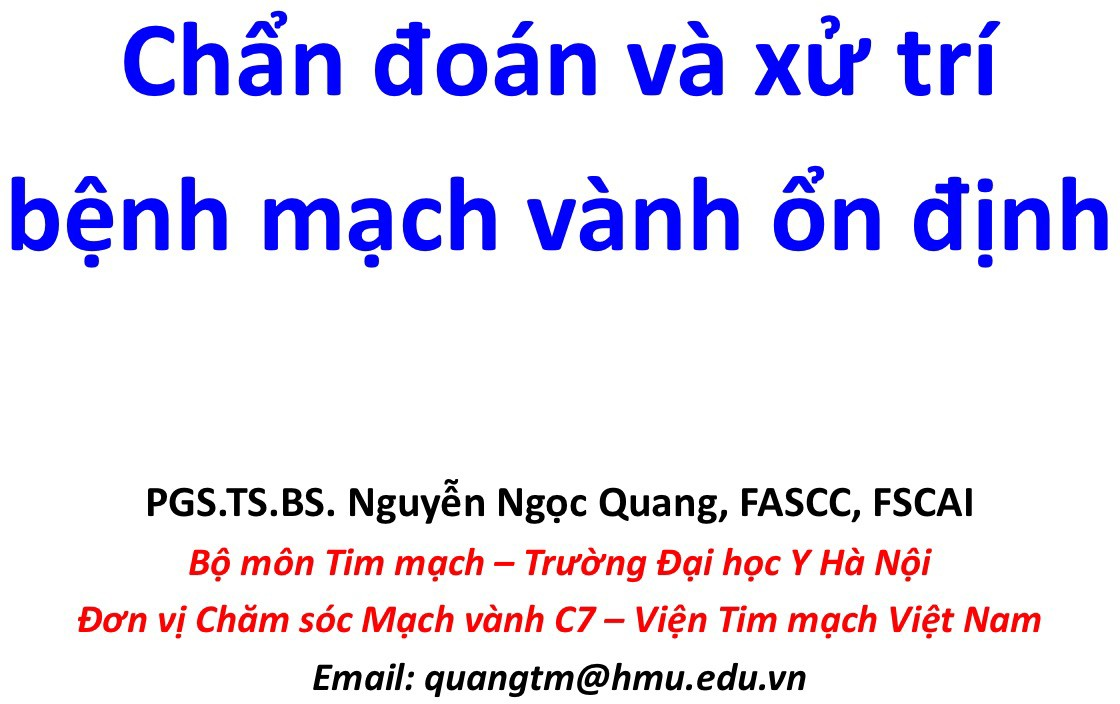 Chẩn đoán và xử trí
bệnh mạch vành ổn định
PGS.TS.BS. Nguyễn Ngọc Quang, FASCC, FSCAI
Bộ môn Tim mạch – Trường Đại học Y Hà Nội
Đơn vị Chăm sóc Mạch vành C7 – Viện Tim mạch Việt Nam
Email: quangtm@hmu.edu.vn